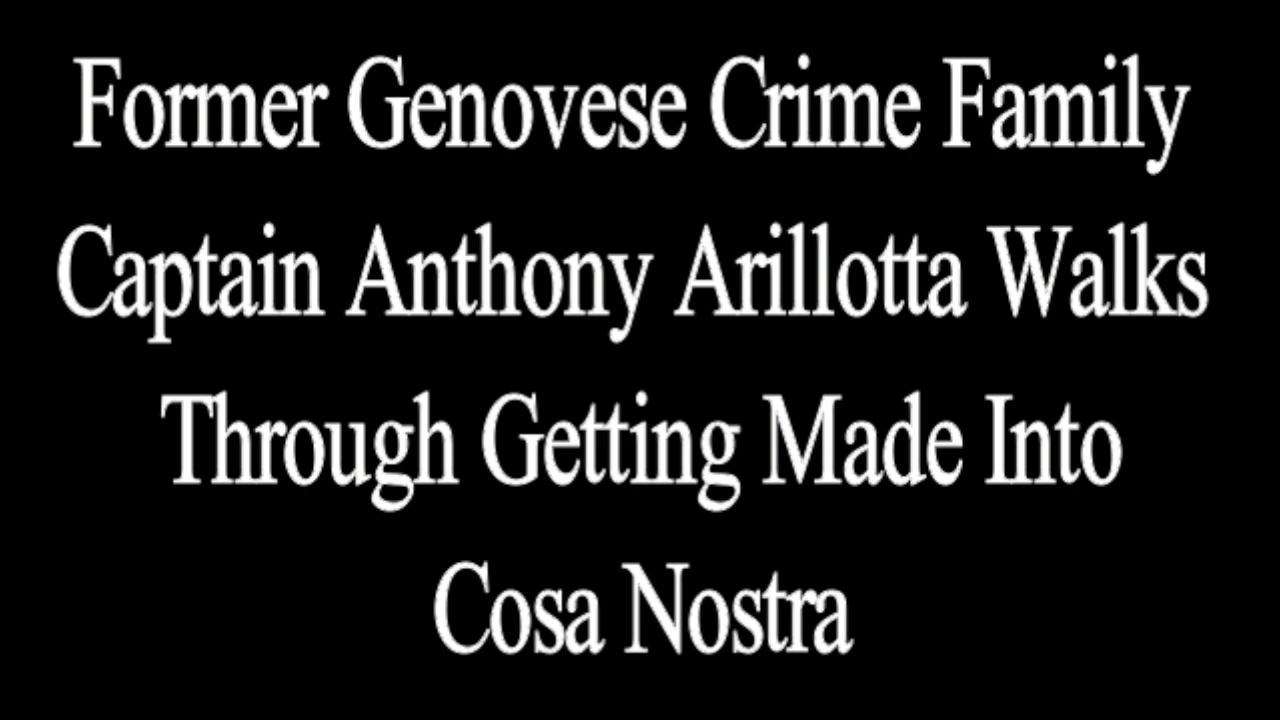 Former Genovese Crime Family
Captain Anthony Arillotta Walks
Through Getting Made Into
Cosa Nostra